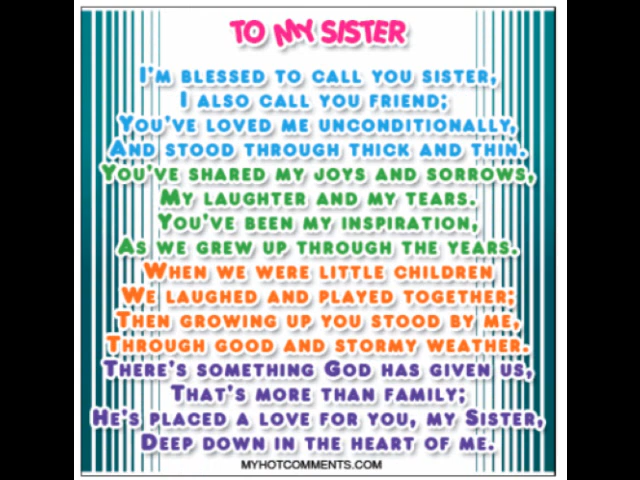 TO MY SISTER
I'M BLESSED TO CALL YOU SISTER,
I ALSO CALL YOU FRIEND;
YOU'VE LOVED ME UNCONDITIONALLY,
AND STOOD THROUGH THICK AND THIN.
YOU'VE SHARED MY JOYS AND SORROWS,
MY LAUGHTER AND MY TEARS.
YOU'VE BEEN MY INSPIRATION,
AS WE GREW UP THROUGH THE YEARS.
WHEN WE WERE LITTLE CHILDREN
WE LAUGHED AND PLAYED TOGETHER;
THEN GROWING UP YOU STOOD BY ME,
THROUGH GOOD AND STORMY WEATHER.
THERE'S SOMETHING GOD HAS GIVEN US,
THAT'S MORE THAN FAMILY;
HE'S PLACED A LOVE FOR YOU, MY SISTER,
DEEP DOWN IN THE HEART OF ME.
MYHOTCOMMENTS.COM